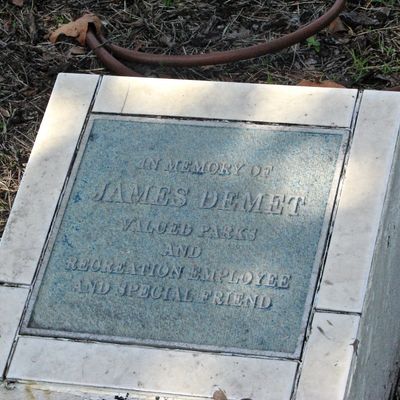 IN MEMORY OF
JAMES DEMET
VALUED PARKS
AND
RECREATION EMPLOYEE
AND SPECIAL FRIEND